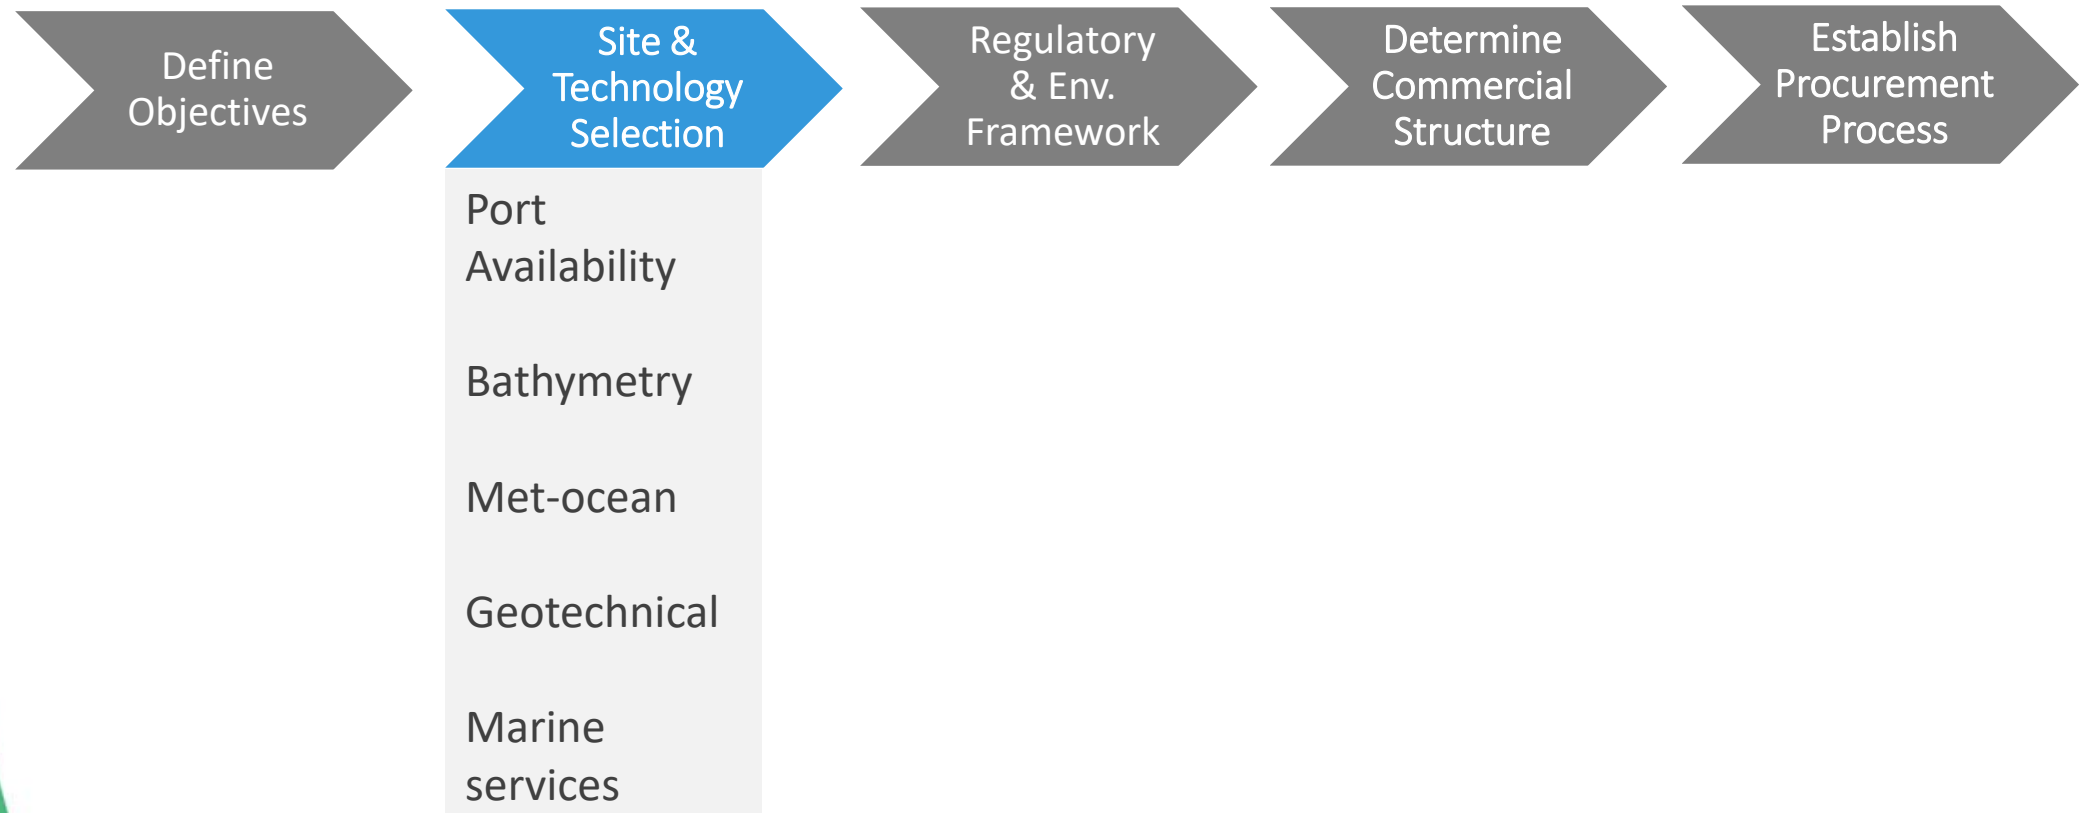 Define
Objectives
Site &
Technology
Selection
Regulatory
& Env.
Framework
Determine
Commercial
Structure
Establish
Procurement
Process
Port
Availability
Bathymetry
Met-ocean
Geotechnical
Marine
services